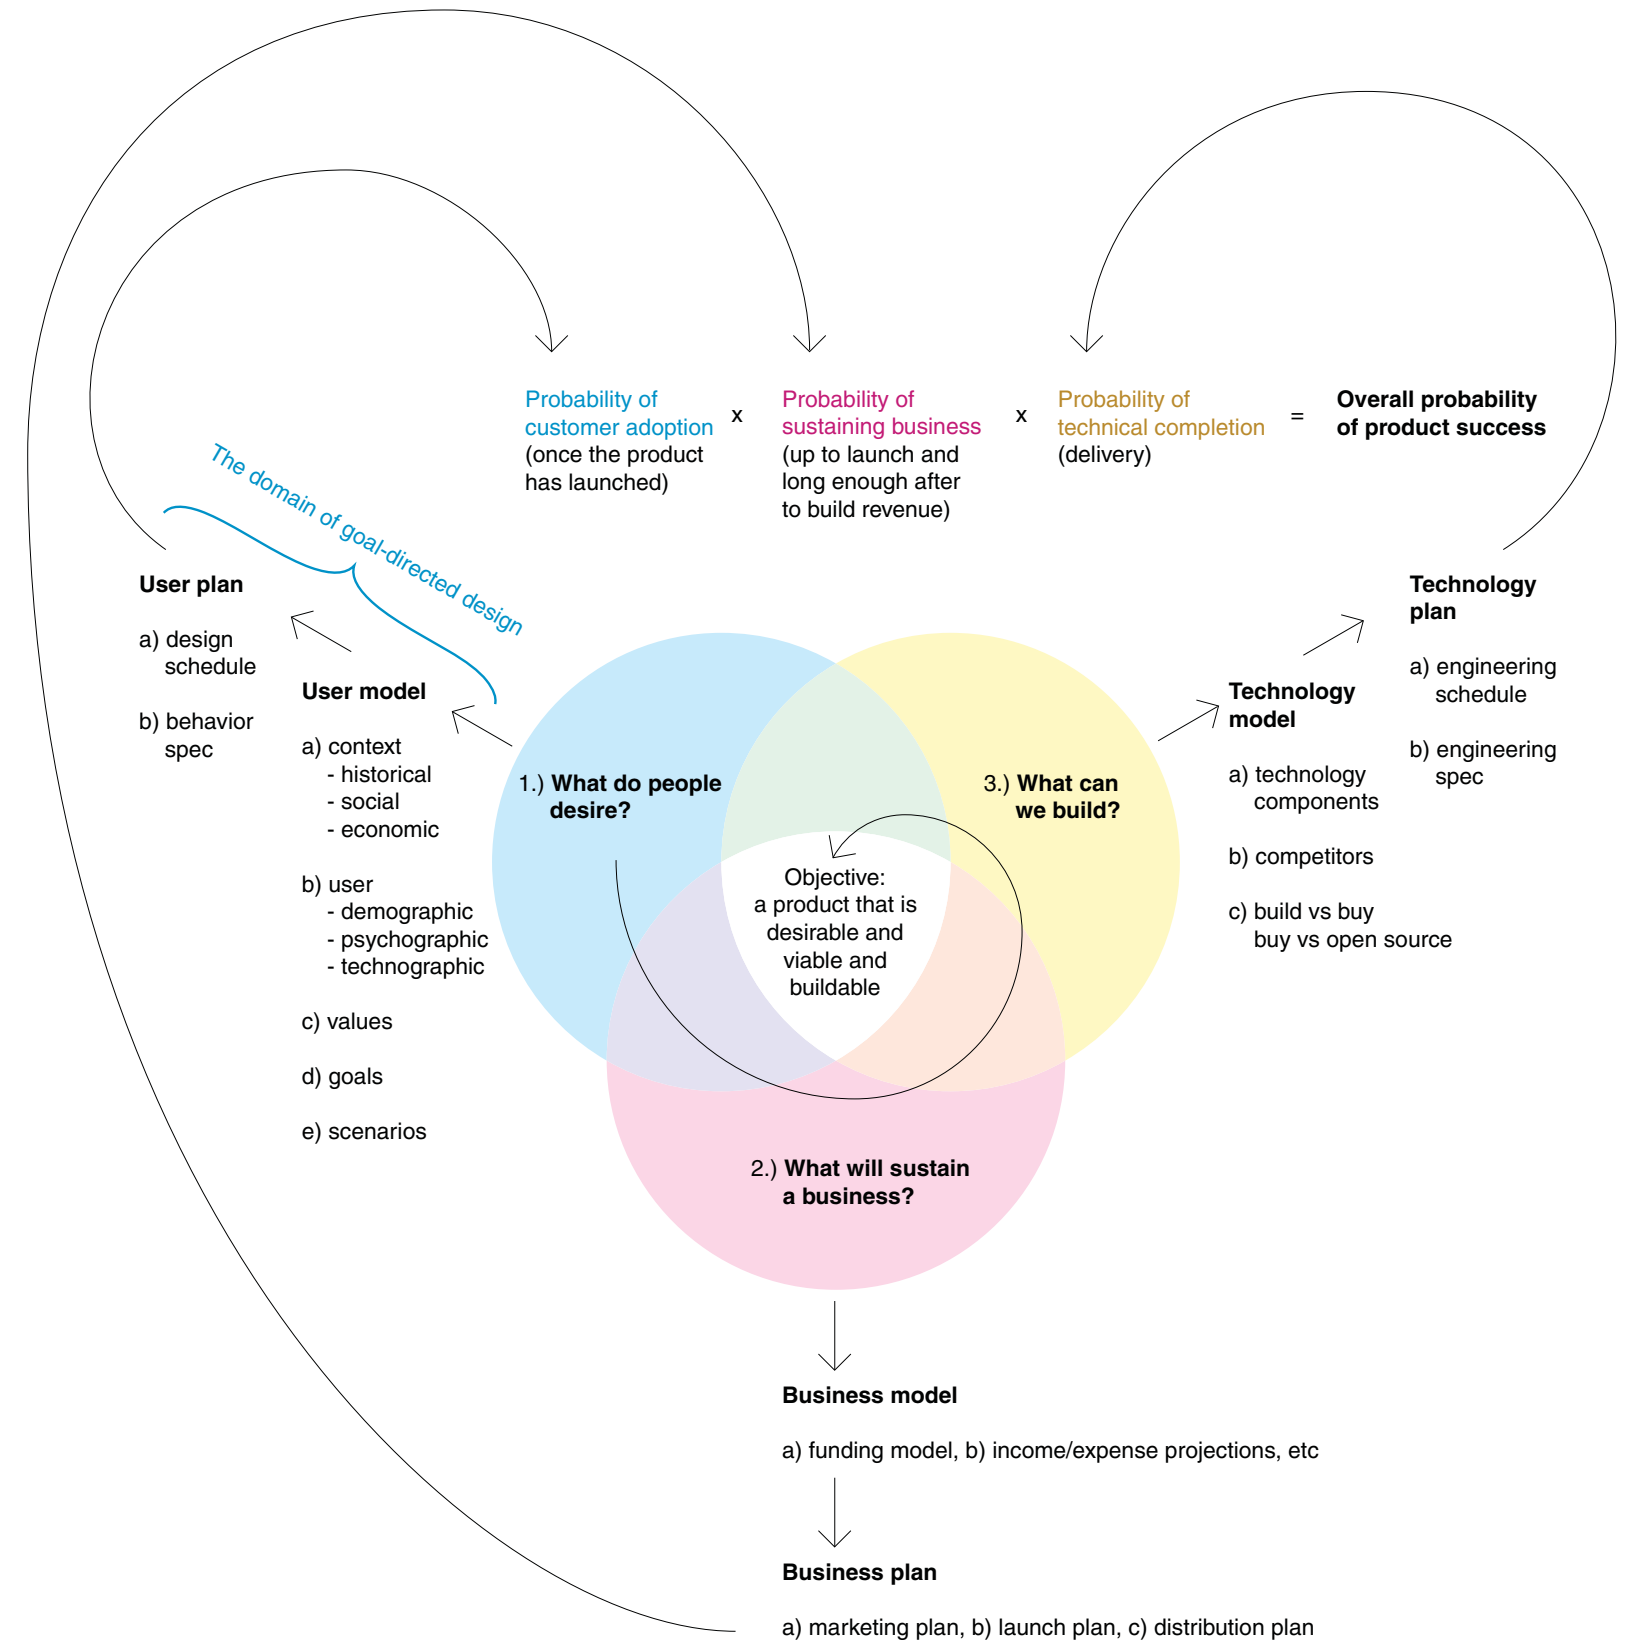 Probability of
customer adoption
(once the product
has launched)
x
Probability of
sustaining business
(up to launch and
long enough after
to build revenue)
x
Probability of
technical completion
(delivery)
=
Overall probability
of product success
The domain of goal-directed design
User plan
a) design
schedule
b) behavior
spec
User model
a) context
- historical
- social
- economic
b) user
- demographic
- psychographic
- technographic
c) values
d) goals
e) scenarios
1.) What do people
desire?
3.) What can
we build?
Objective:
a product that is
desirable and
viable and
buildable
2.) What will sustain
a business?
Technology
model
a) technology
components
b) competitors
c) build vs buy
buy vs open source
Technology
plan
a) engineering
schedule
b) engineering
spec
Business model
a) funding model, b) income/expense projections, etc
Business plan
a) marketing plan, b) launch plan, c) distribution plan